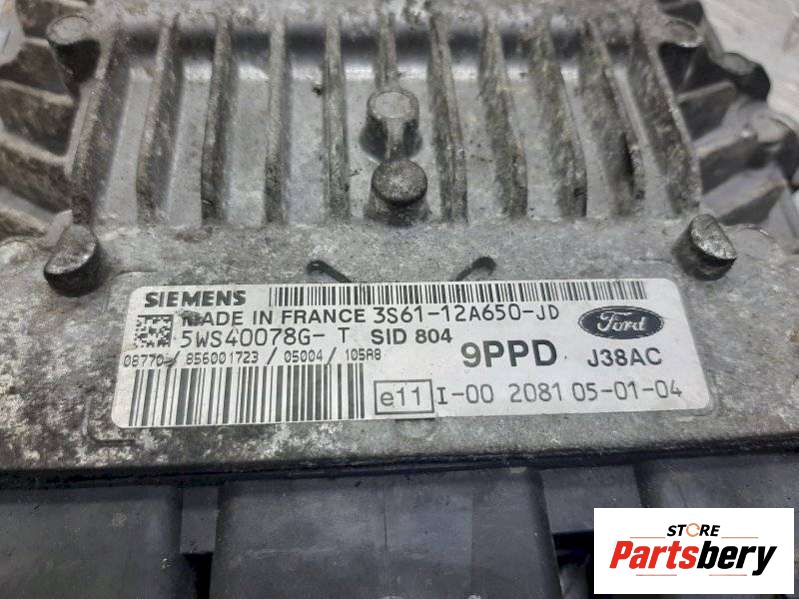 SIEMENS
MADE IN FRANCE 3S61-12A650-JD
5WS40078G- T SID 804
Ford
08770 / 856001723 / 05004 / 105A8
9PPD J38AC
e11 I-00 2081 05-01-04
STORE
Partsbery